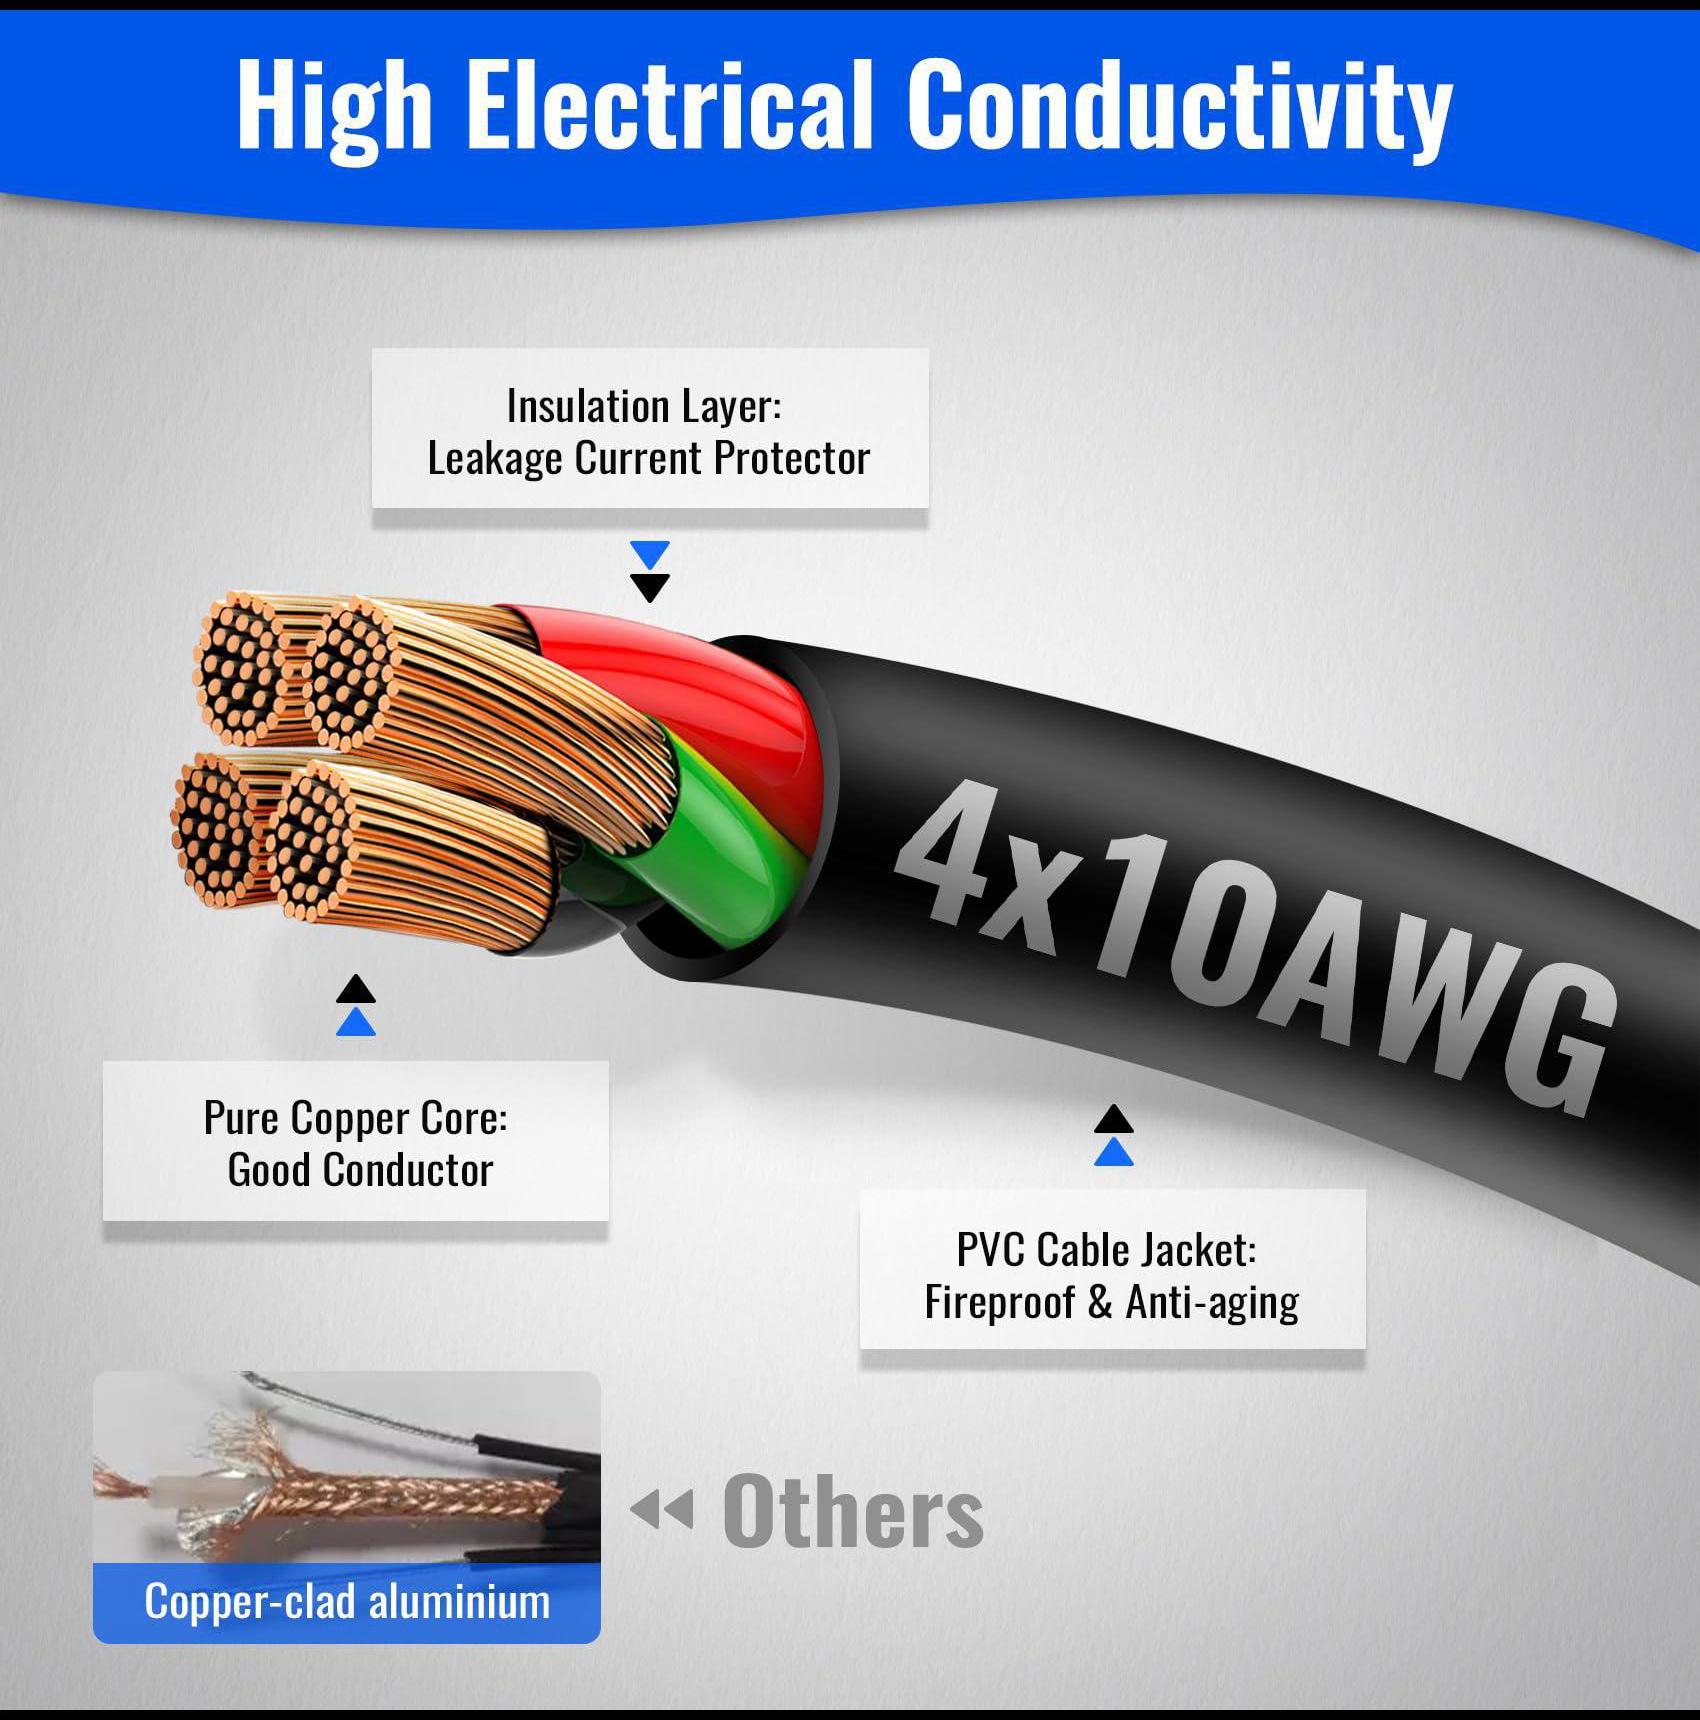 High Electrical Conductivity
Insulation Layer:
Leakage Current Protector
4x10AWG
Pure Copper Core:
Good Conductor
PVC Cable Jacket:
Fireproof & Anti-aging
Others
Copper-clad aluminium